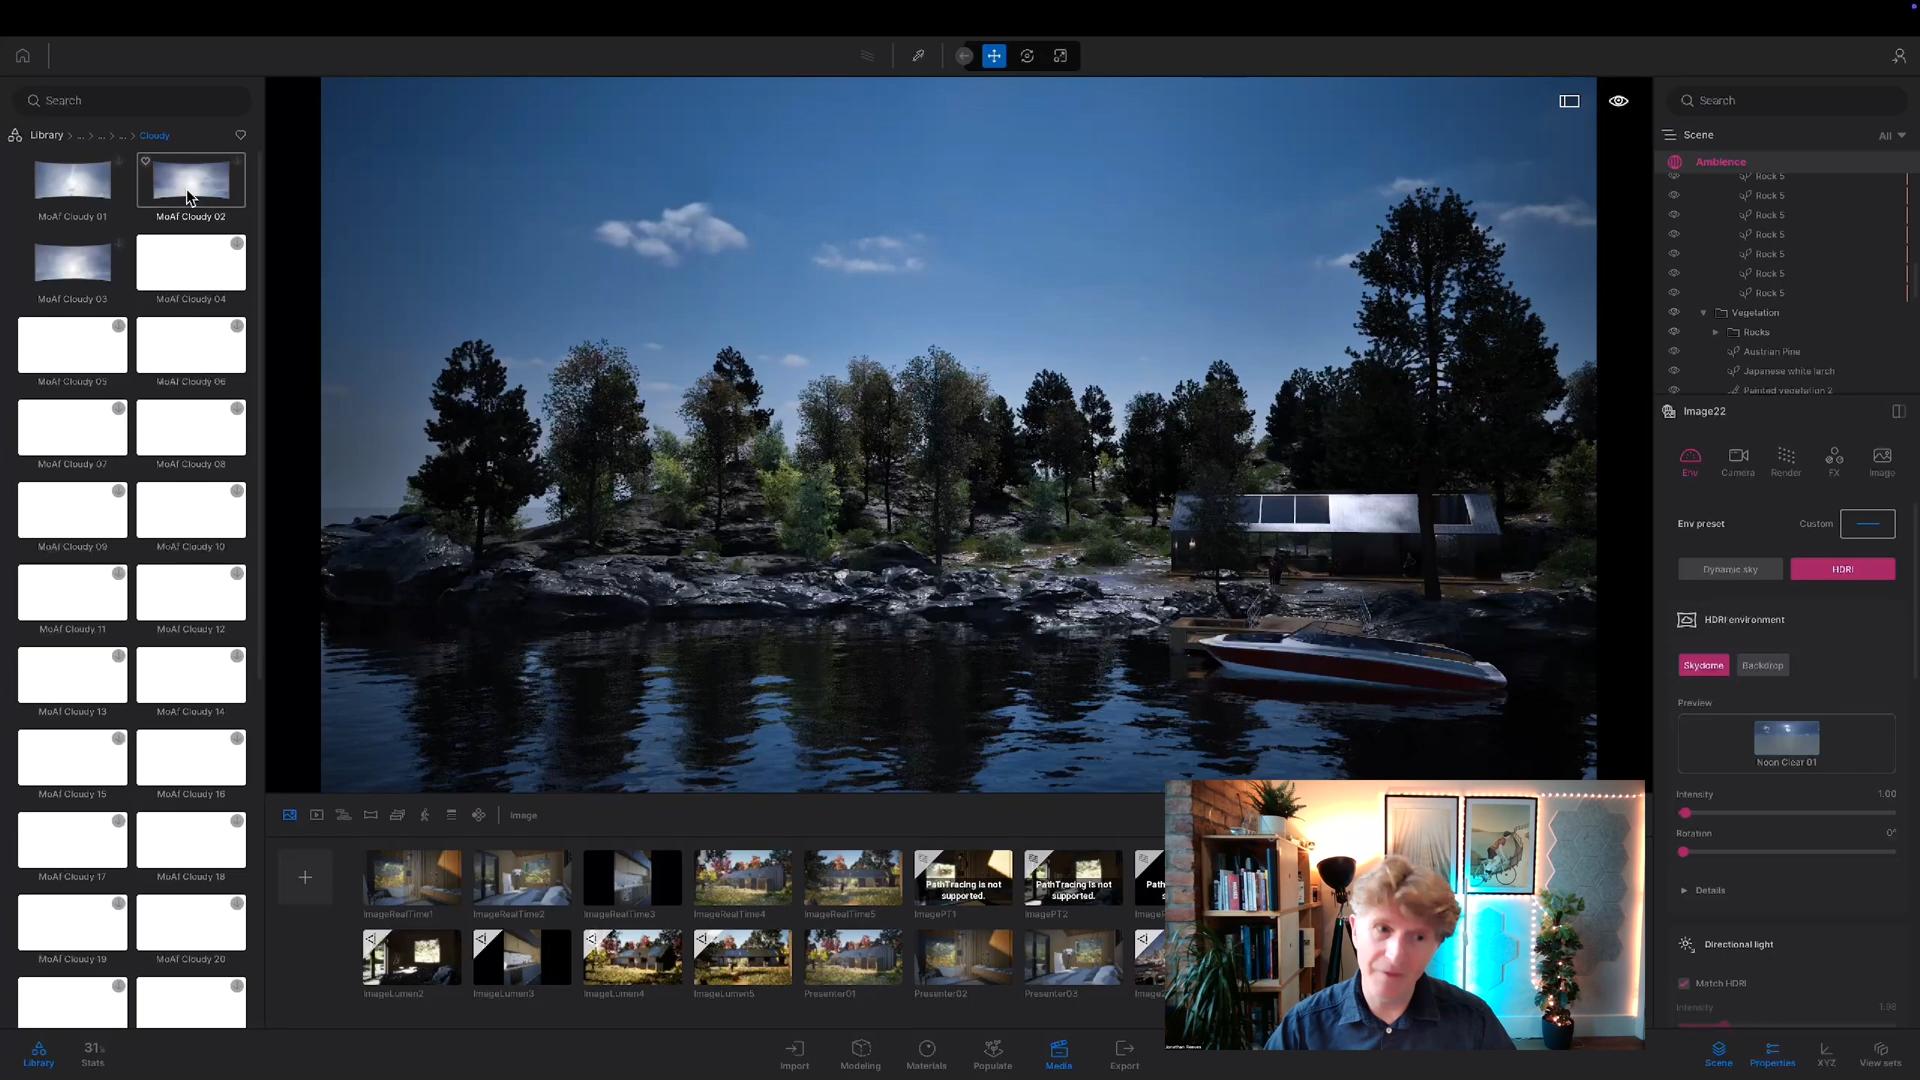 Search
Library > ... > ... > ... > Cloudy
MoAf Cloudy 01
MoAf Cloudy 02
MoAf Cloudy 03
MoAf Cloudy 04
MoAf Cloudy 05
MoAf Cloudy 06
MoAf Cloudy 07
MoAf Cloudy 08
MoAf Cloudy 09
MoAf Cloudy 10
MoAf Cloudy 11
MoAf Cloudy 12
MoAf Cloudy 13
MoAf Cloudy 14
MoAf Cloudy 15
MoAf Cloudy 16
MoAf Cloudy 17
MoAf Cloudy 18
MoAf Cloudy 19
MoAf Cloudy 20
Library
31%
Stats
Image
PathTracing is not supported.
PathTracing is not supported.
ImageRealTime1
ImageRealTime2
ImageRealTime3
ImageRealTime4
ImageRealTime5
ImagePT1
ImagePT2
ImageLumen2
ImageLumen3
ImageLumen4
ImageLumen5
Presenter01
Presenter02
Presenter03
Jonathan Reeves
Import
Modeling
Materials
Populate
Media
Export
Search
Scene
All
Ambience
Rock 5
Rock 5
Rock 5
Rock 5
Rock 5
Rock 5
Rock 5
Vegetation
Rocks
Austrian Pine
Japanese white larch
Painted vegetation 2
Image22
Env
Camera
Render
FX
Image
Env preset
Custom
Dynamic sky
HDRI
HDRI environment
Skydome
Backdrop
Preview
Noon Clear 01
Intensity
1.00
Rotation
0°
Details
Directional light
Match HDRI
Intensity
1.98
Scene
Properties
XYZ
View sets